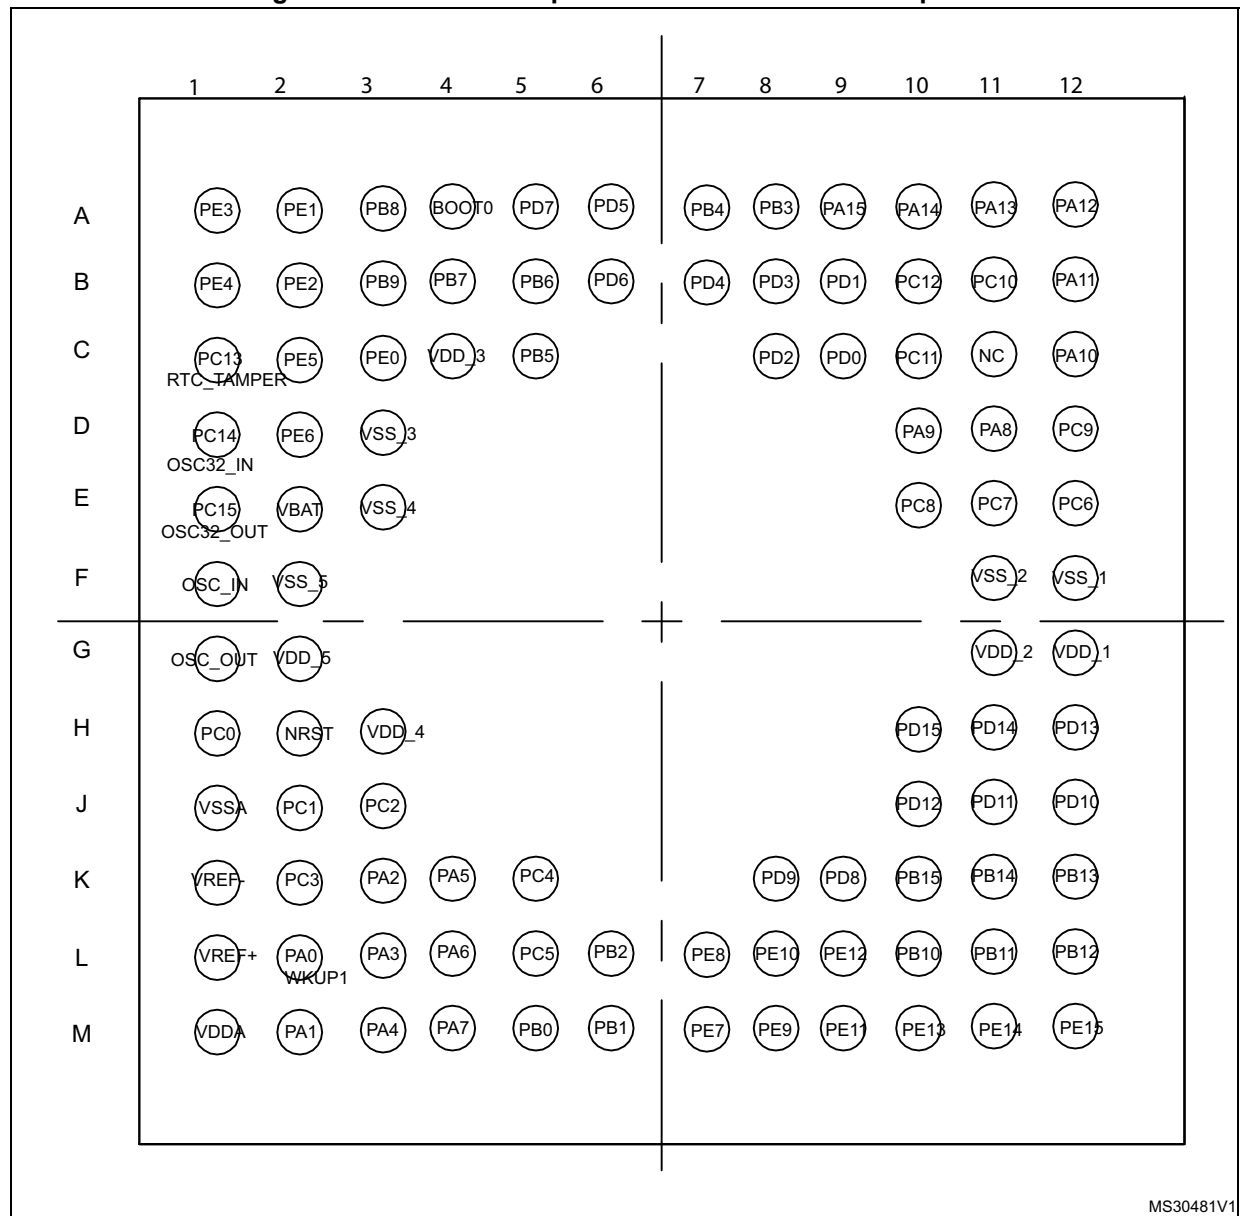 1 2 3 4 5 6 7 8 9 10 11 12
A PE3 PE1 PB8 BOOT0 PD7 PD5 PB4 PB3 PA15 PA14 PA13 PA12
B PE4 PE2 PB9 PB7 PB6 PD6 PD4 PD3 PD1 PC12 PC10 PA11
C PC13 PE5 PE0 VDD_3 PB5 PD2 PD0 PC11 NC PA10
RTC_TAMPER
D PC14 PE6 VSS_3 PA9 PA8 PC9
OSC32_IN
E PC15 VBAT VSS_4 PC8 PC7 PC6
OSC32_OUT
F OSC_IN VSS_5 VSS_2 VSS_1
G OSC_OUT VDD_5 VDD_2 VDD_1
H PC0 NRST VDD_4 PD15 PD14 PD13
J VSSA PC1 PC2 PD12 PD11 PD10
K VREF- PC3 PA2 PA5 PC4 PD9 PD8 PB15 PB14 PB13
L VREF+ PA0 PA3 PA6 PC5 PB2 PE8 PE10 PE12 PB10 PB11 PB12
WKUP1
M VDDA PA1 PA4 PA7 PB0 PB1 PE7 PE9 PE11 PE13 PE14 PE15
MS30481V1